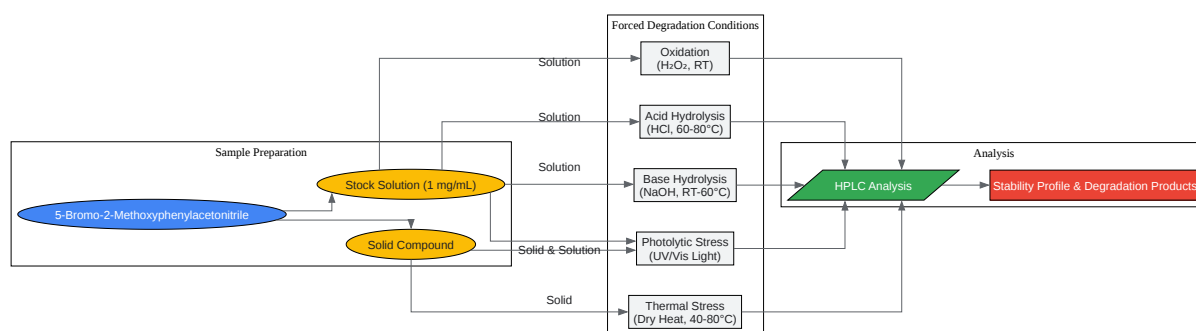 Forced Degradation Conditions
Oxidation
(H₂O₂, RT)
Solution
Acid Hydrolysis
(HCl, 60-80°C)
Solution
Sample Preparation
Analysis
Stock Solution (1 mg/mL)
Solution
Base Hydrolysis
(NaOH, RT-60°C)
HPLC Analysis
Stability Profile & Degradation Products
5-Bromo-2-Methoxyphenylacetonitrile
Solid Compound
Solid & Solution
Photolytic Stress
(UV/Vis Light)
Solid
Thermal Stress
(Dry Heat, 40-80°C)